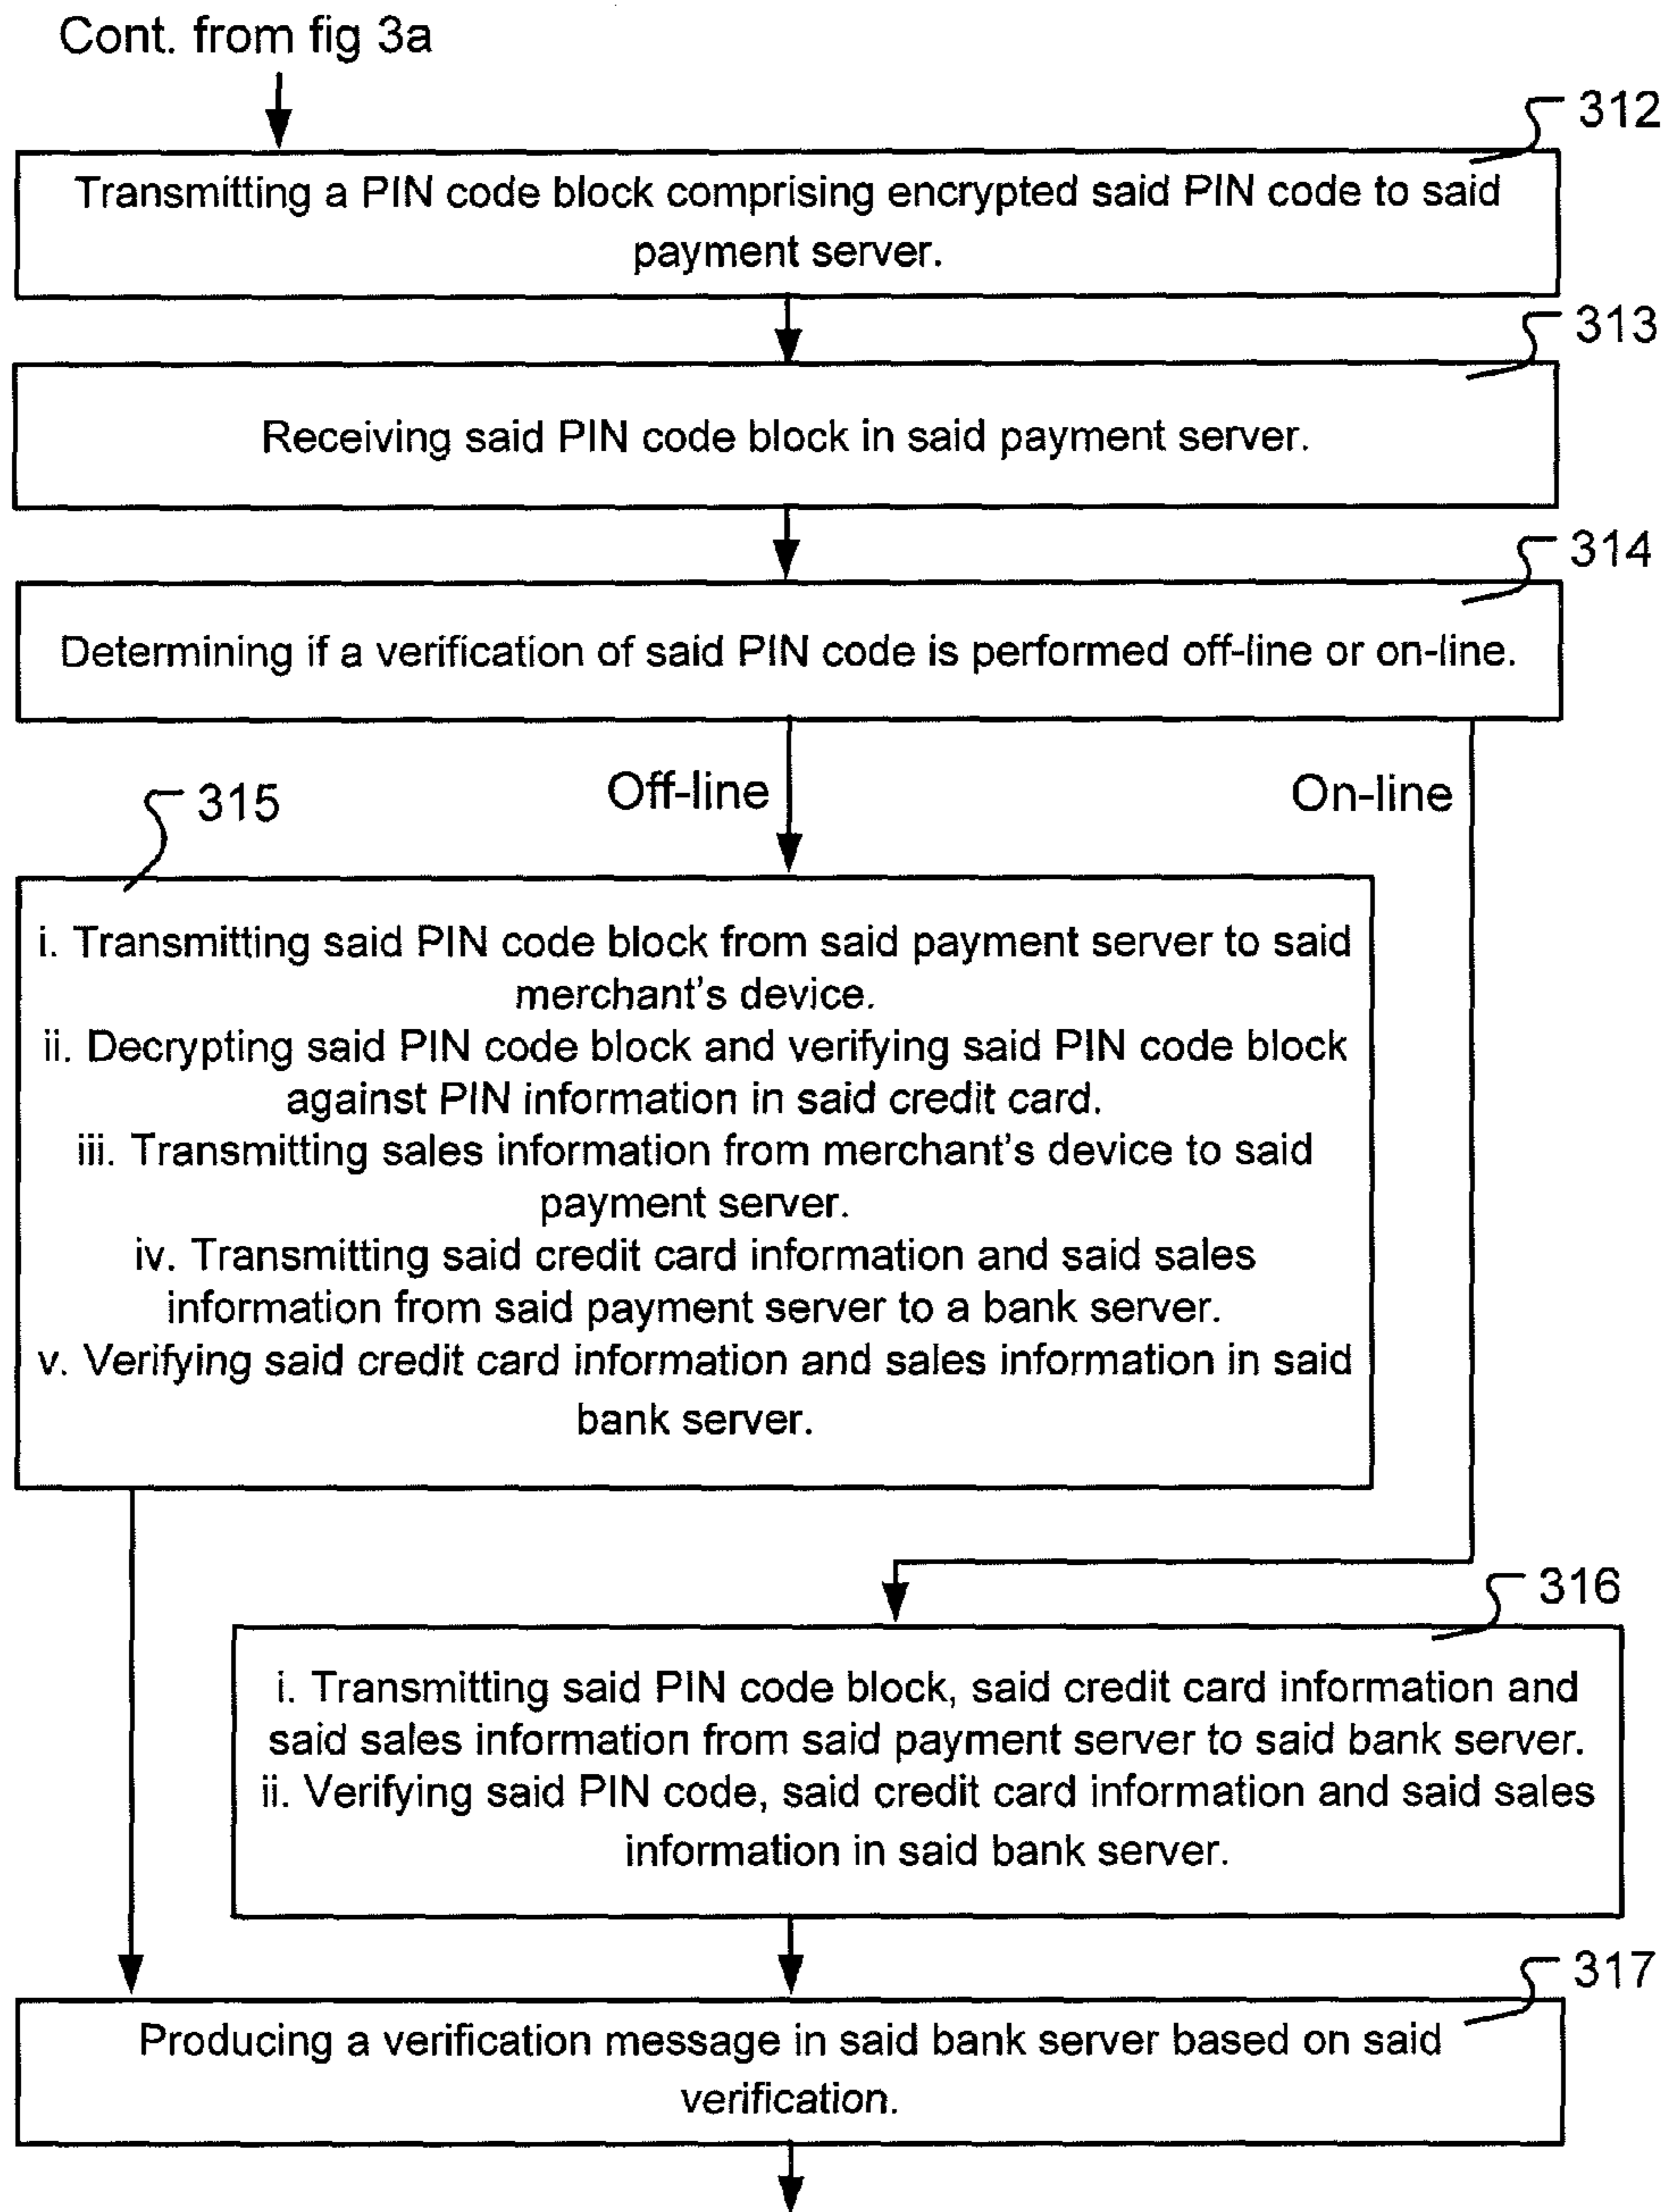 Cont. from fig 3a
312
Transmitting a PIN code block comprising encrypted said PIN code to said
payment server.
313
Receiving said PIN code block in said payment server.
314
Determining if a verification of said PIN code is performed off-line or on-line.
Off-line
On-line
315
i. Transmitting said PIN code block from said payment server to said
merchant's device.
ii. Decrypting said PIN code block and verifying said PIN code block
against PIN information in said credit card.
iii. Transmitting sales information from merchant's device to said
payment server.
iv. Transmitting said credit card information and said sales
information from said payment server to a bank server.
v. Verifying said credit card information and sales information in said
bank server.
316
i. Transmitting said PIN code block, said credit card information and
said sales information from said payment server to said bank server.
ii. Verifying said PIN code, said credit card information and said sales
information in said bank server.
317
Producing a verification message in said bank server based on said
verification.